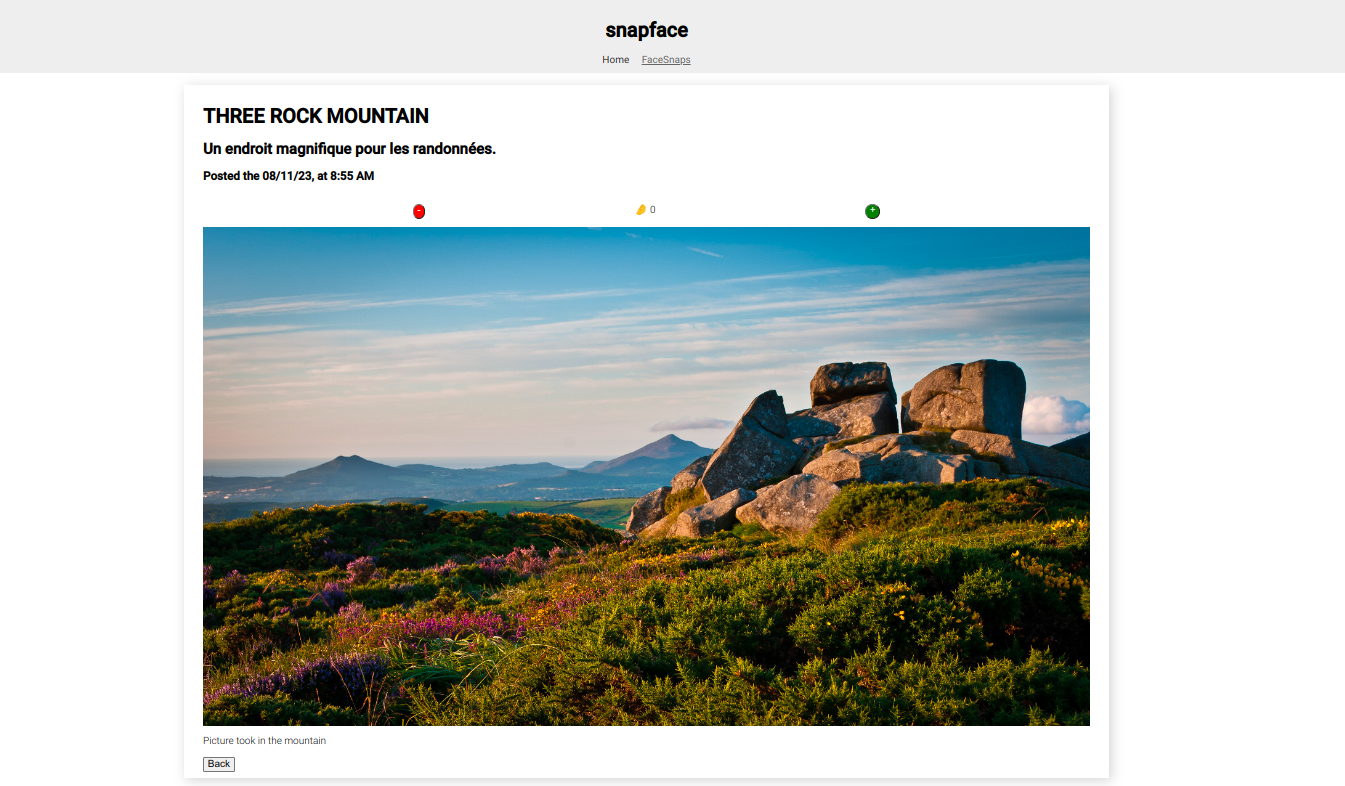 snapface
Home FaceSnaps
THREE ROCK MOUNTAIN
Un endroit magnifique pour les randonnées.
Posted the 08/11/23, at 8:55 AM
- 🤌 0 +
Picture took in the mountain
Back